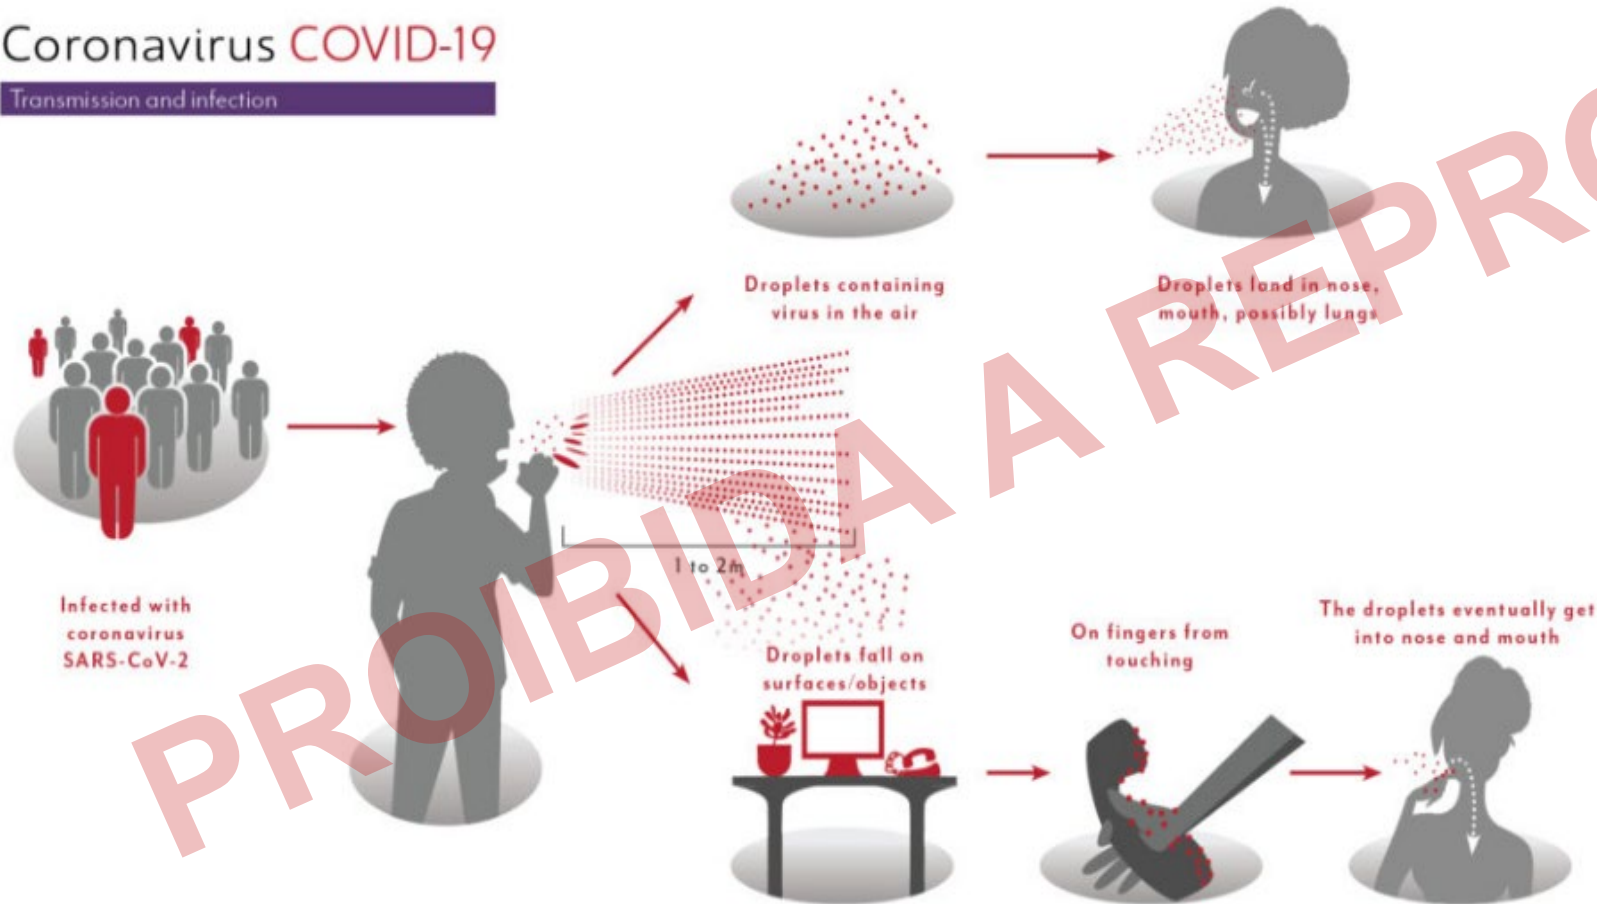 Coronavirus COVID-19
Transmission and infection
Droplets containing
virus in the air
Droplets land in nose,
mouth, possibly lungs
Infected with
coronavirus
SARS-CoV-2
1 to 2m
Droplets fall on
surfaces/objects
On fingers from
touching
The droplets eventually get
into nose and mouth
PROIBIDA A REPRO